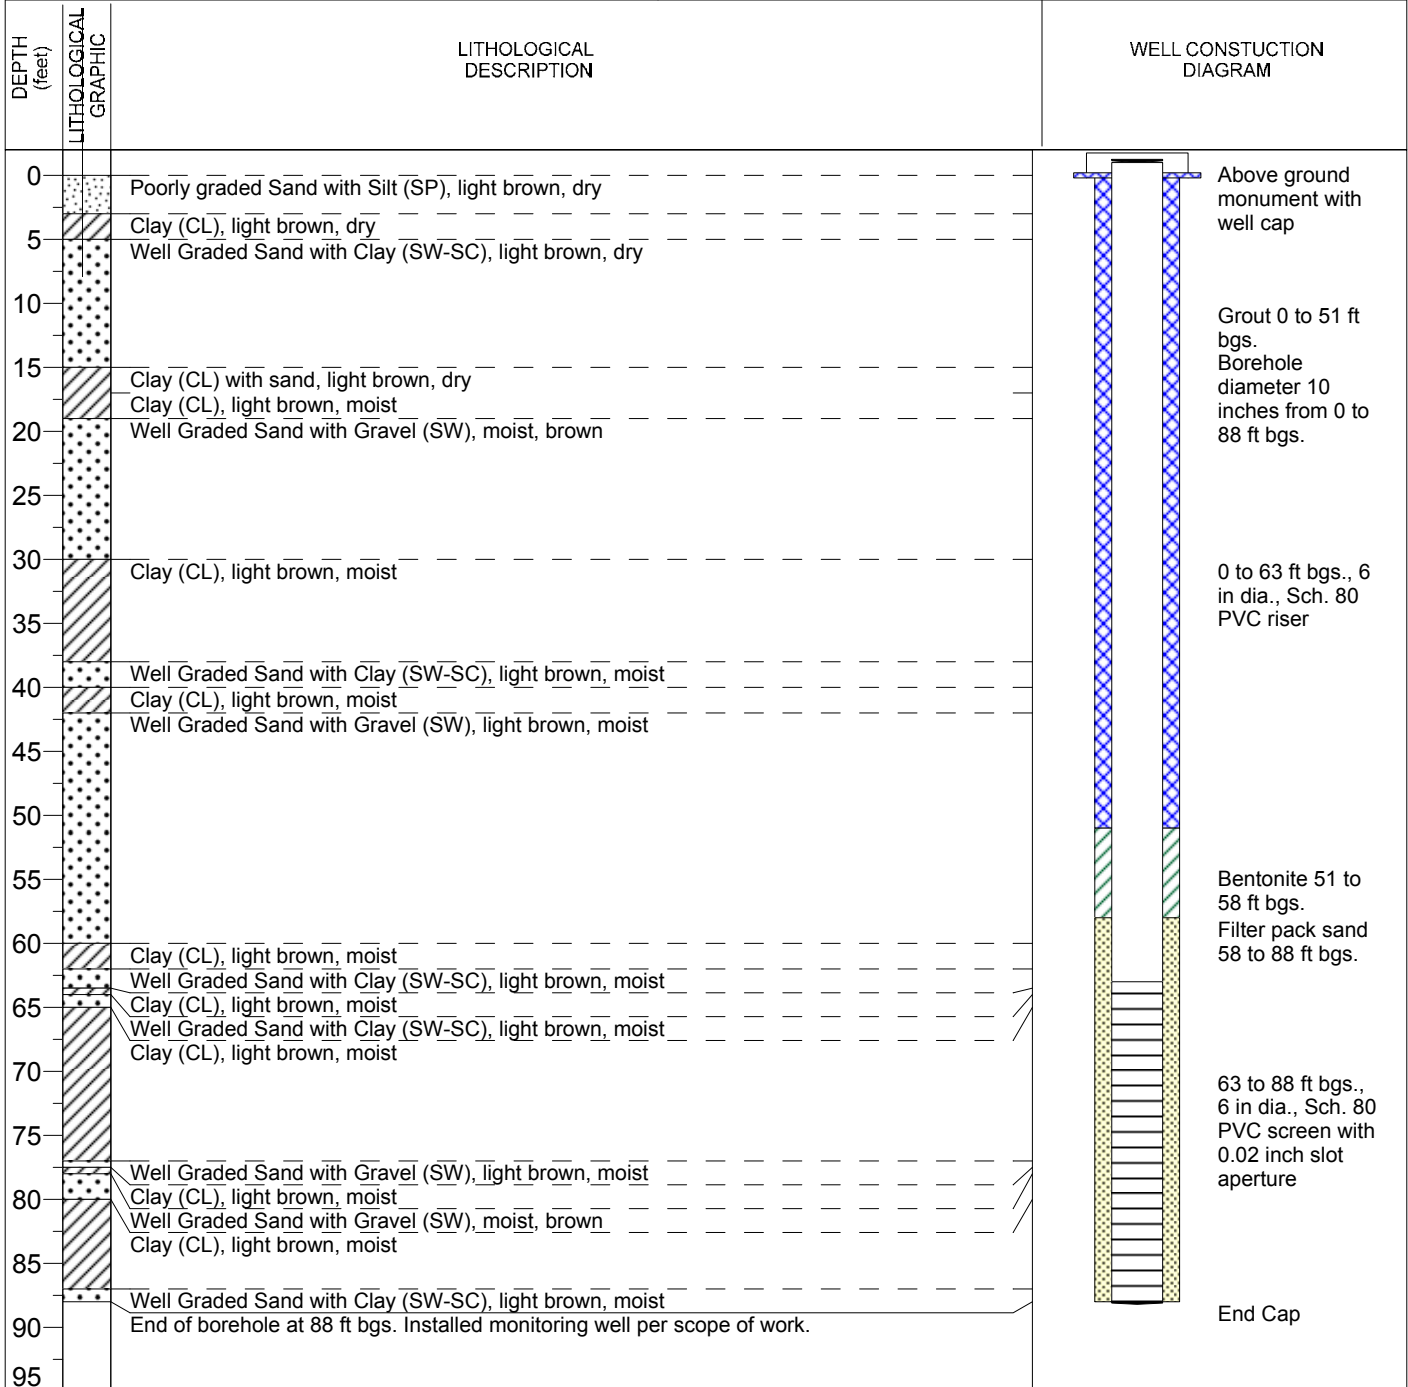 DEPTH
(feet)
LITHOLOGICAL
GRAPHIC
LITHOLOGICAL
DESCRIPTION
WELL CONSTUCTION
DIAGRAM
0
5
10
15
20
25
30
35
40
45
50
55
60
65
70
75
80
85
90
95
Poorly graded Sand with Silt (SP), light brown, dry
Clay (CL), light brown, dry
Well Graded Sand with Clay (SW-SC), light brown, dry
Clay (CL) with sand, light brown, dry
Clay (CL), light brown, moist
Well Graded Sand with Gravel (SW), moist, brown
Clay (CL), light brown, moist
Well Graded Sand with Clay (SW-SC), light brown, moist
Clay (CL), light brown, moist
Well Graded Sand with Gravel (SW), light brown, moist
Clay (CL), light brown, moist
Well Graded Sand with Clay (SW-SC), light brown, moist
Clay (CL), light brown, moist
Well Graded Sand with Clay (SW-SC), light brown, moist
Clay (CL), light brown, moist
Well Graded Sand with Gravel (SW), light brown, moist
Clay (CL), light brown, moist
Well Graded Sand with Gravel (SW), moist, brown
Clay (CL), light brown, moist
Well Graded Sand with Clay (SW-SC), light brown, moist
End of borehole at 88 ft bgs. Installed monitoring well per scope of work.
Above ground
monument with
well cap
Grout 0 to 51 ft
bgs.
Borehole
diameter 10
inches from 0 to
88 ft bgs.
0 to 63 ft bgs., 6
in dia., Sch. 80
PVC riser
Bentonite 51 to
58 ft bgs.
Filter pack sand
58 to 88 ft bgs.
63 to 88 ft bgs.,
6 in dia., Sch. 80
PVC screen with
0.02 inch slot
aperture
End Cap